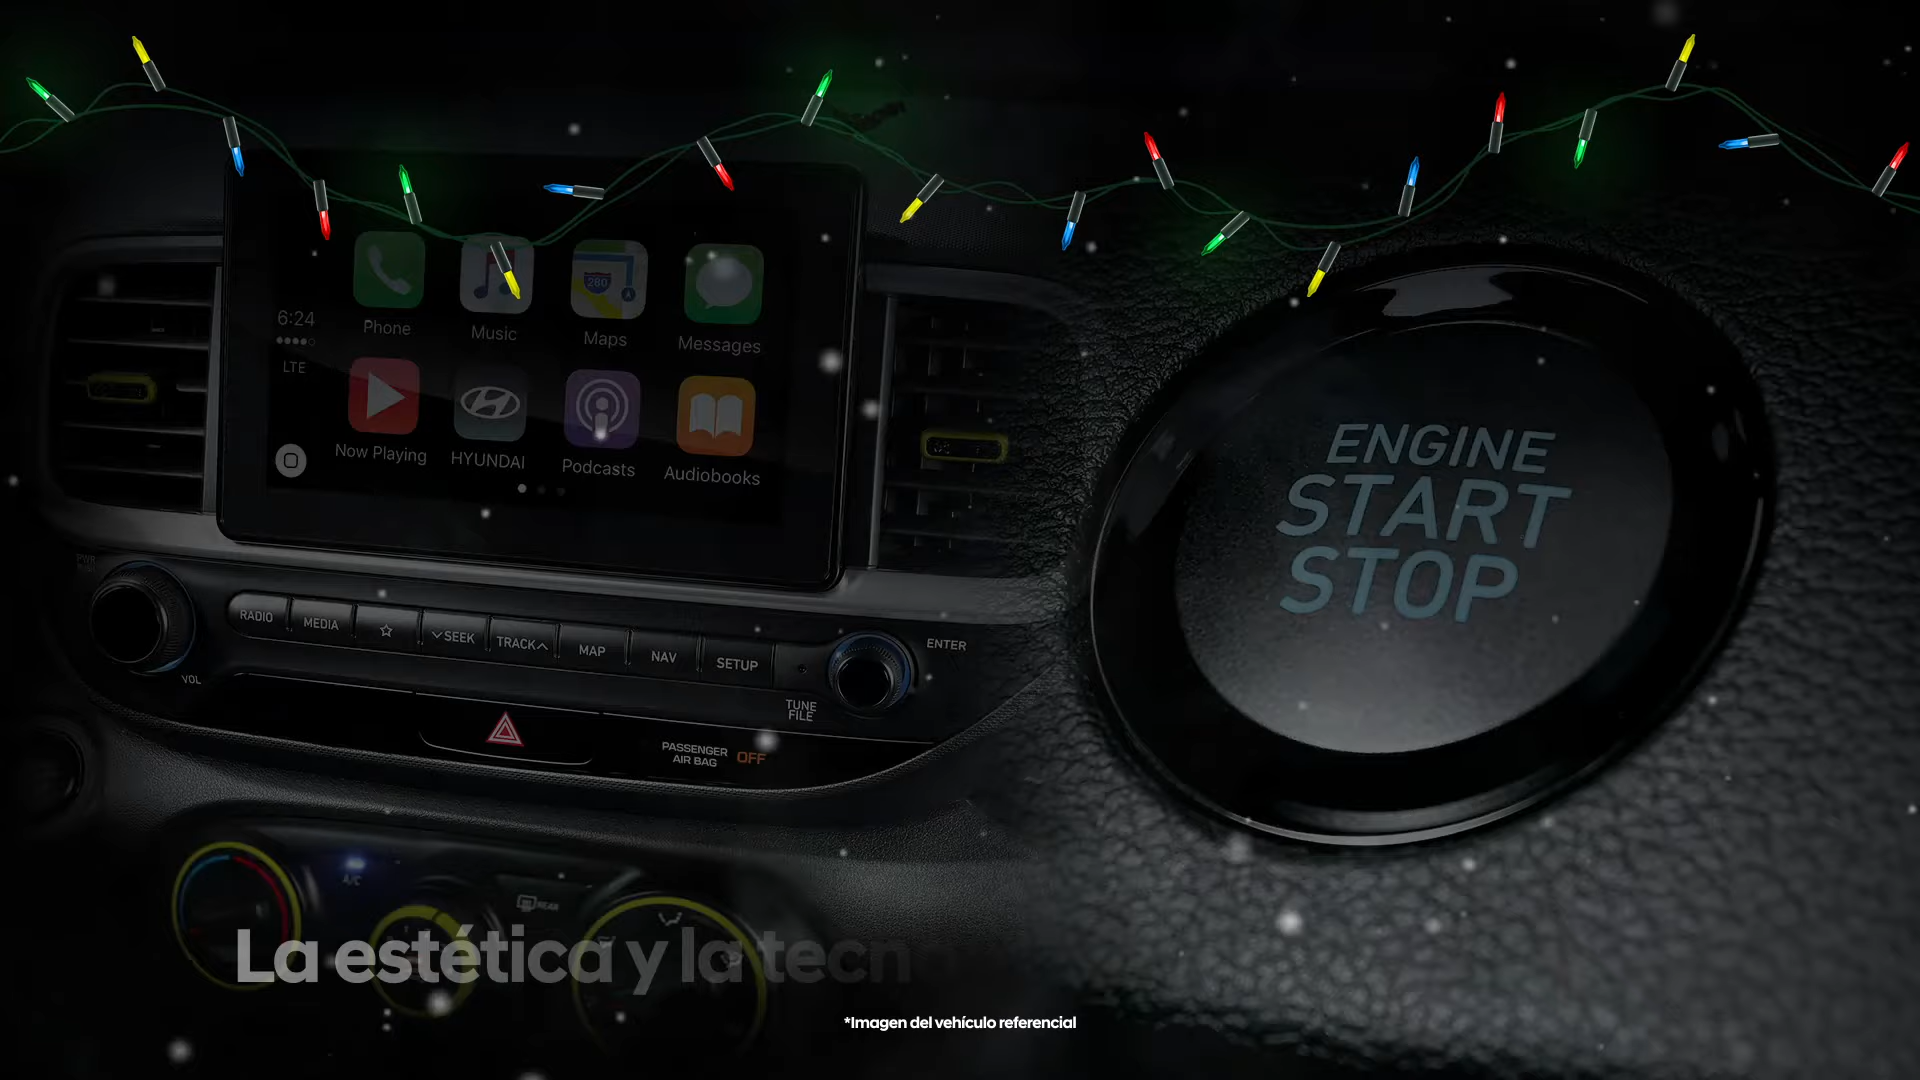 280
6:24
LTE
Phone
Music
Maps
Messages
Now Playing
HYUNDAI
Podcasts
Audiobooks
ENGINE
START
STOP
VOL
RADIO
MEDIA
SEEK
TRACK
MAP
NAV
SETUP
ENTER
TUNE
FILE
PASSENGER
AIR BAG
OFF
A/C
REAR
La estética y la tecn
*Imagen del vehículo referencial